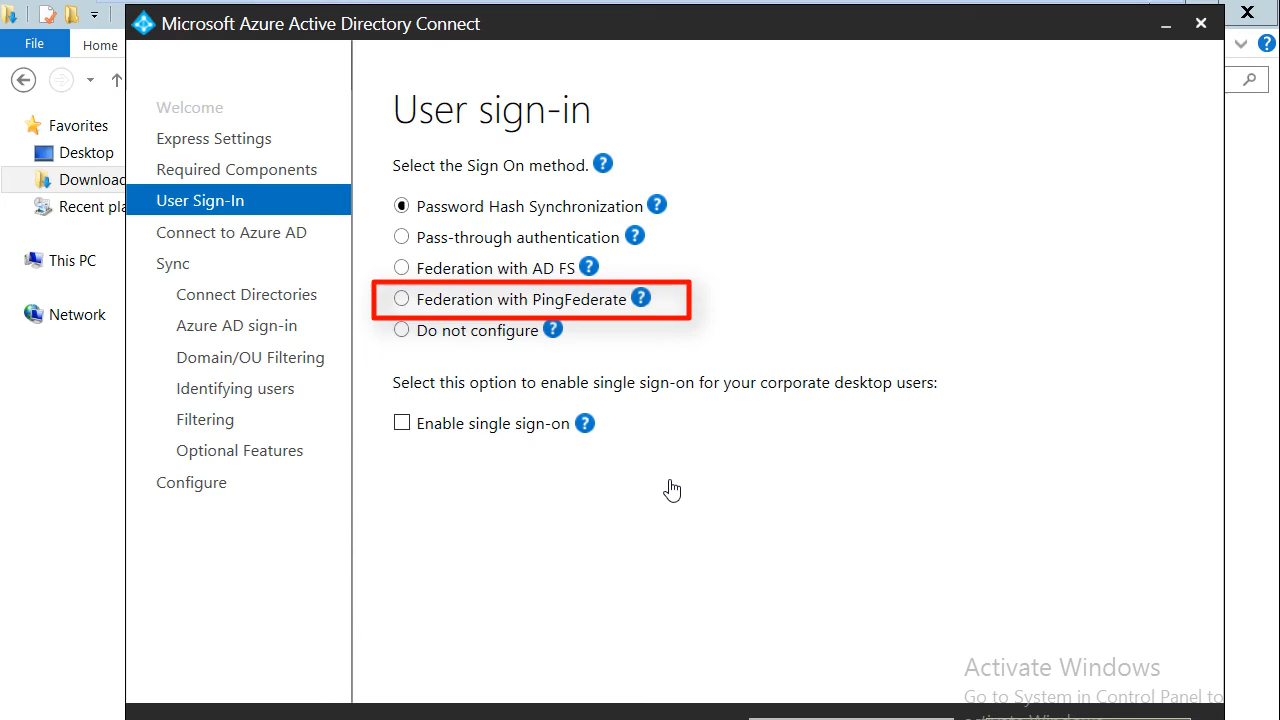 Microsoft Azure Active Directory Connect
File
Home
Favorites
Desktop
Recent
This PC
Network
Welcome
Express Settings
Required Components
User Sign-In
Connect to Azure AD
Sync
Connect Directories
Azure AD sign-in
Domain/OU Filtering
Identifying users
Filtering
Optional Features
Configure
User sign-in
Select the Sign On method. ?
Password Hash Synchronization ?
Pass-through authentication ?
Federation with AD FS ?
Federation with PingFederate ?
Do not configure ?
Select this option to enable single sign-on for your corporate desktop users:
Enable single sign-on ?
Activate Windows
Go to System in Control Panel to